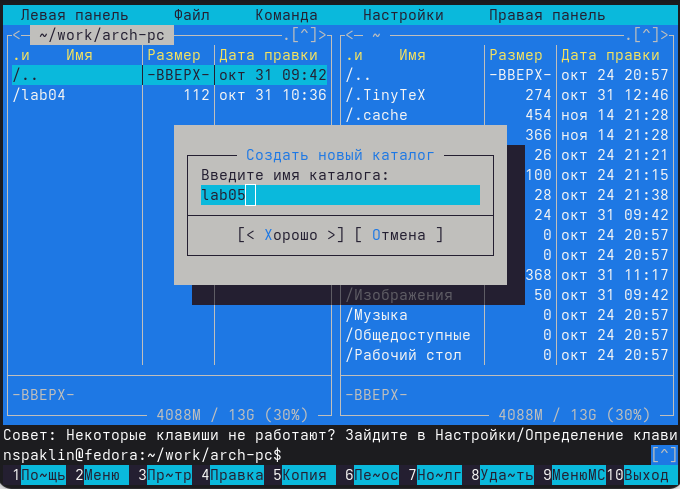 Левая панель Файл Команда Настройки Правая панель
<─ ~/work/arch-pc .[^]> <─ ~ .[^]>
.и Имя Размер Дата правки .и Имя Размер Дата правки
/.. -ВВЕРХ- окт 31 09:42 /.. -ВВЕРХ- окт 24 20:57
/lab04 112 окт 31 10:36 /.TinyTeX 274 окт 31 12:46
/.cache 454 ноя 14 21:28
366 ноя 14 21:28
Создать новый каталог 26 окт 24 21:21
Введите имя каталога: 100 окт 24 21:15
lab05 28 окт 24 21:38
24 окт 31 09:42
[< Хорошо >] [ Отмена ] 0 окт 24 20:57
0 окт 24 20:57
368 окт 31 11:17
/Изображения 50 окт 31 09:42
/Музыка 0 окт 24 20:57
/Общедоступные 0 окт 24 20:57
/Рабочий стол 0 окт 24 20:57
-ВВЕРХ- -ВВЕРХ-
4088M / 13G (30%) 4088M / 13G (30%)
Совет: Некоторые клавиши не работают? Зайдите в Настройки/Определение клави
nspaklin@fedora:~/work/arch-pc$ [^]
1По~щь 2Меню 3Пр~тр 4Правка 5Копия 6Пе~ос 7Но~лг 8Уда~ть 9МенюMC 10Выход